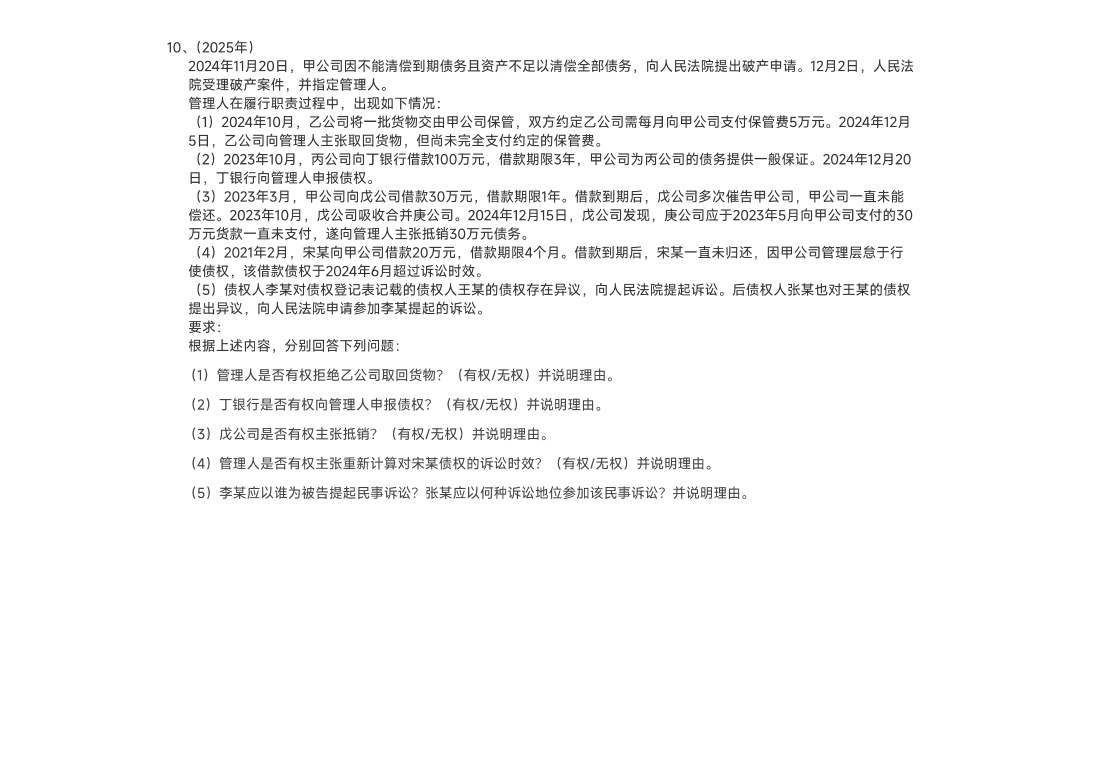 10、（2025年）
2024年11月20日，甲公司因不能清偿到期债务且资产不足以清偿全部债务，向人民法院提出破产申请。12月2日，人民法
院受理破产案件，并指定管理人。
管理人在履行职责过程中，出现如下情况：
（1）2024年10月，乙公司将一批货物交由甲公司保管，双方约定乙公司需每月向甲公司支付保管费5万元。2024年12月
5日，乙公司向管理人主张取回货物，但尚未完全支付约定的保管费。
（2）2023年10月，丙公司向丁银行借款100万元，借款期限3年，甲公司为丙公司的债务提供一般保证。2024年12月20
日，丁银行向管理人申报债权。
（3）2023年3月，甲公司向戊公司借款30万元，借款期限1年。借款到期后，戊公司多次催告甲公司，甲公司一直未能
偿还。2023年10月，戊公司吸收合并庚公司。2024年12月15日，戊公司发现，庚公司应于2023年5月向甲公司支付的30
万元货款一直未支付，遂向管理人主张抵销30万元债务。
（4）2021年2月，宋某向甲公司借款20万元，借款期限4个月。借款到期后，宋某一直未归还，因甲公司管理层怠于行
使债权，该借款债权于2024年6月超过诉讼时效。
（5）债权人李某对债权登记表记载的债权人王某的债权存在异议，向人民法院提起诉讼。后债权人张某也对王某的债权
提出异议，向人民法院申请参加李某提起的诉讼。
要求：
根据上述内容，分别回答下列问题：
（1）管理人是否有权拒绝乙公司取回货物？（有权/无权）并说明理由。
（2）丁银行是否有权向管理人申报债权？（有权/无权）并说明理由。
（3）戊公司是否有权主张抵销？（有权/无权）并说明理由。
（4）管理人是否有权主张重新计算对宋某债权的诉讼时效？（有权/无权）并说明理由。
（5）李某应以谁为被告提起民事诉讼？张某应以何种诉讼地位参加该民事诉讼？并说明理由。